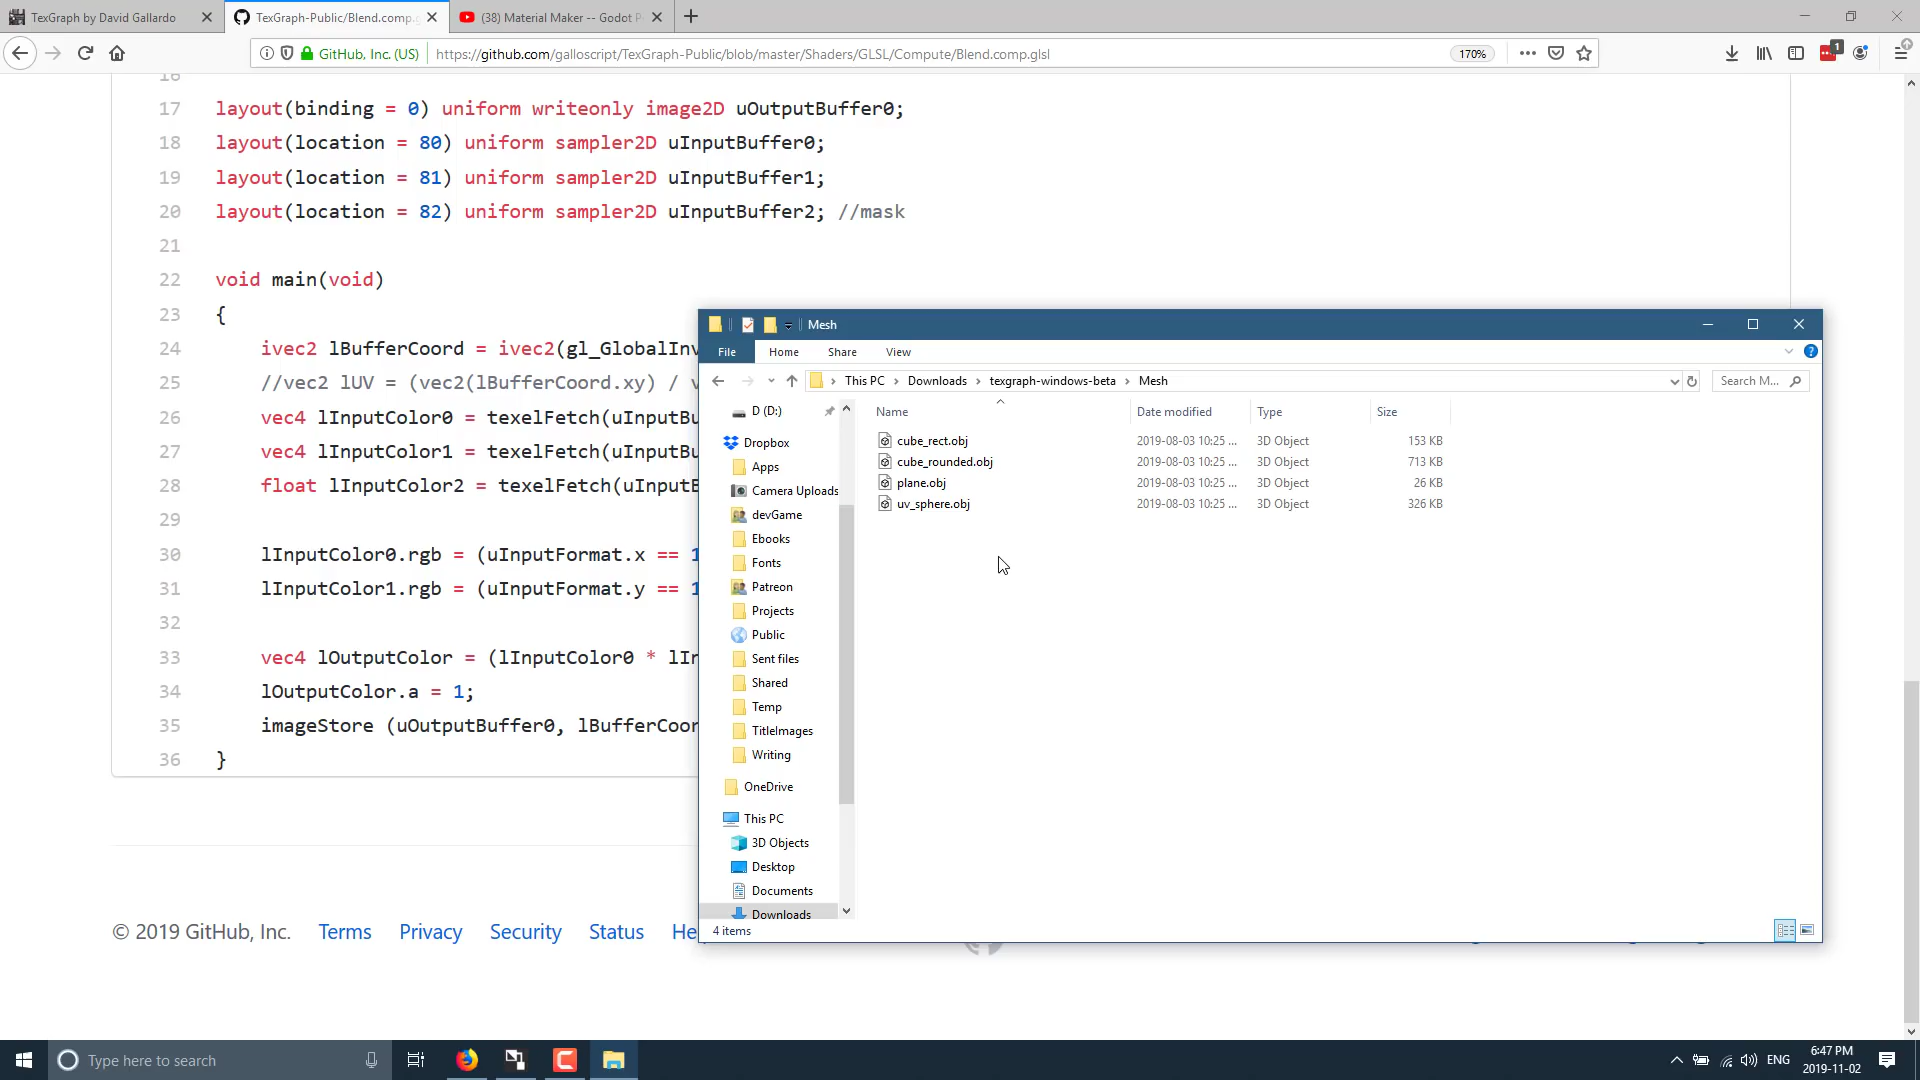 TexGraph by David Gallardo
TexGraph-Public/Blend.comp.g
(38) Material Maker -- Godot P
GitHub, Inc. (US)
https://github.com/galloscript/TexGraph-Public/blob/master/Shaders/GLSL/Compute/Blend.comp.glsl
170%
1
16
17 layout(binding = 0) uniform writeonly image2D uOutputBuffer0;
18 layout(location = 80) uniform sampler2D uInputBuffer0;
19 layout(location = 81) uniform sampler2D uInputBuffer1;
20 layout(location = 82) uniform sampler2D uInputBuffer2; //mask
21
22 void main(void)
23 {
24 ivec2 lBufferCoord = ivec2(gl_GlobalInv
25 //vec2 lUV = (vec2(lBufferCoord.xy) / v
26 vec4 lInputColor0 = texelFetch(uInputBu
27 vec4 lInputColor1 = texelFetch(uInputBu
28 float lInputColor2 = texelFetch(uInputB
29
30 lInputColor0.rgb = (uInputFormat.x == 1
31 lInputColor1.rgb = (uInputFormat.y == 1
32
33 vec4 lOutputColor = (lInputColor0 * lIn
34 lOutputColor.a = 1;
35 imageStore (uOutputBuffer0, lBufferCoor
36 }
© 2019 GitHub, Inc. Terms Privacy Security Status He
Mesh
File Home Share View
This PC Downloads texgraph-windows-beta Mesh
Search M...
Name Date modified Type Size
cube_rect.obj 2019-08-03 10:25 ... 3D Object 153 KB
cube_rounded.obj 2019-08-03 10:25 ... 3D Object 713 KB
plane.obj 2019-08-03 10:25 ... 3D Object 26 KB
uv_sphere.obj 2019-08-03 10:25 ... 3D Object 326 KB
D (D:)
Dropbox
Apps
Camera Uploads
devGame
Ebooks
Fonts
Patreon
Projects
Public
Sent files
Shared
Temp
TitleImages
Writing
OneDrive
This PC
3D Objects
Desktop
Documents
Downloads
4 items
Type here to search
ENG
6:47 PM
2019-11-02